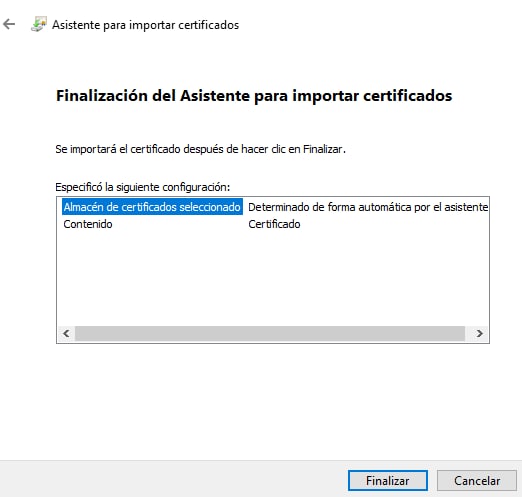 Asistente para importar certificados
Finalización del Asistente para importar certificados
Se importará el certificado después de hacer clic en Finalizar.
Especificó la siguiente configuración:
Almacén de certificados seleccionado Determinado de forma automática por el asistente
Contenido Certificado
Finalizar Cancelar